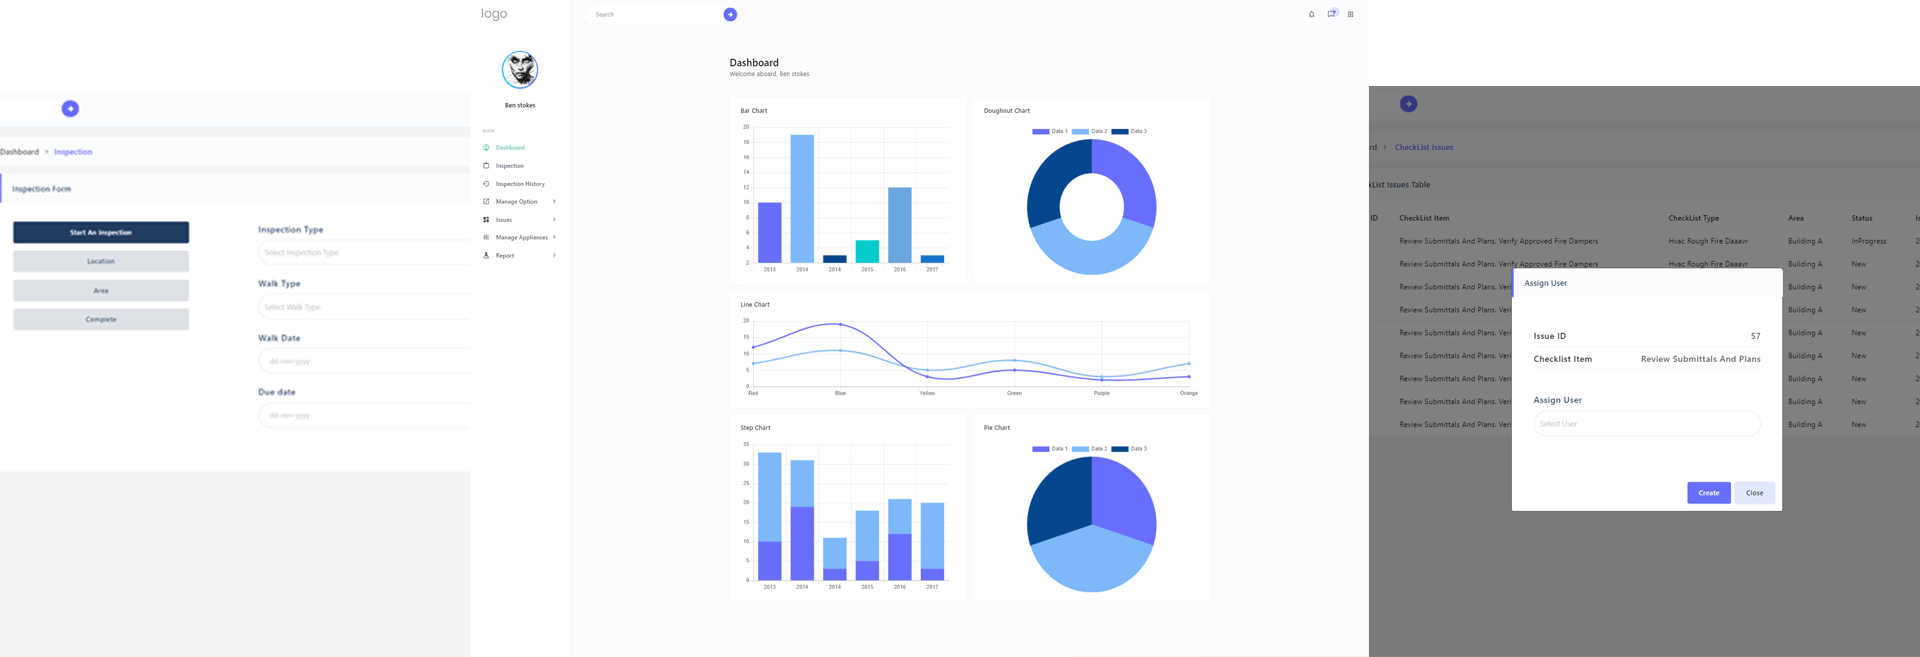 Dashboard > Inspection
Inspection Form
Start An Inspection
Location
Area
Complete
Inspection Type
Select Inspection Type
Walk Type
Select Walk Type
Walk Date
dd-mm-yyyy
Due date
dd-mm-yyyy
logo
Ben stokes
MAIN
Dashboard
Inspection
Inspection History
Manage Option
Issues
Manage Appliances
Report
Search
Dashboard
Welcome aboard, Ben stokes
Bar Chart
20
18
16
14
12
10
8
6
4
2
2013 2014 2014 2015 2016 2017
Doughnut Chart
Data 1 Data 2 Data 3
Line Chart
20
15
10
5
0
Red Blue Yellow Green Purple Orange
Step Chart
35
30
25
20
15
10
5
0
2013 2014 2014 2015 2016 2017
Pie Chart
Data 1 Data 2 Data 3
rd > CheckList Issues
kList Issues Table
ID CheckList Item CheckList Type Area Status
Review Submittals And Plans. Verify Approved Fire Dampers Hvac Rough Fire Daaavr Building A InProgress
Review Submittals And Plans. Verify Approved Fire Dampers Hvac Rough Fire Daaavr Building A New
Review Submittals And Plans. Veri Building A New
Review Submittals And Plans. Veri Building A New
Review Submittals And Plans. Veri Building A New
Review Submittals And Plans. Veri Building A New
Review Submittals And Plans. Veri Building A New
Review Submittals And Plans. Veri Building A New
Review Submittals And Plans. Veri Building A New
Assign User
Issue ID 57
Checklist Item Review Submittals And Plans
Assign User
Select User
Create Close